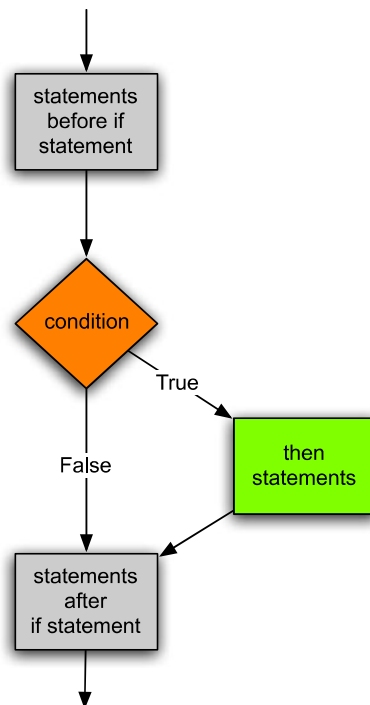 statements
before if
statement
condition
True
False
then
statements
statements
after
if statement